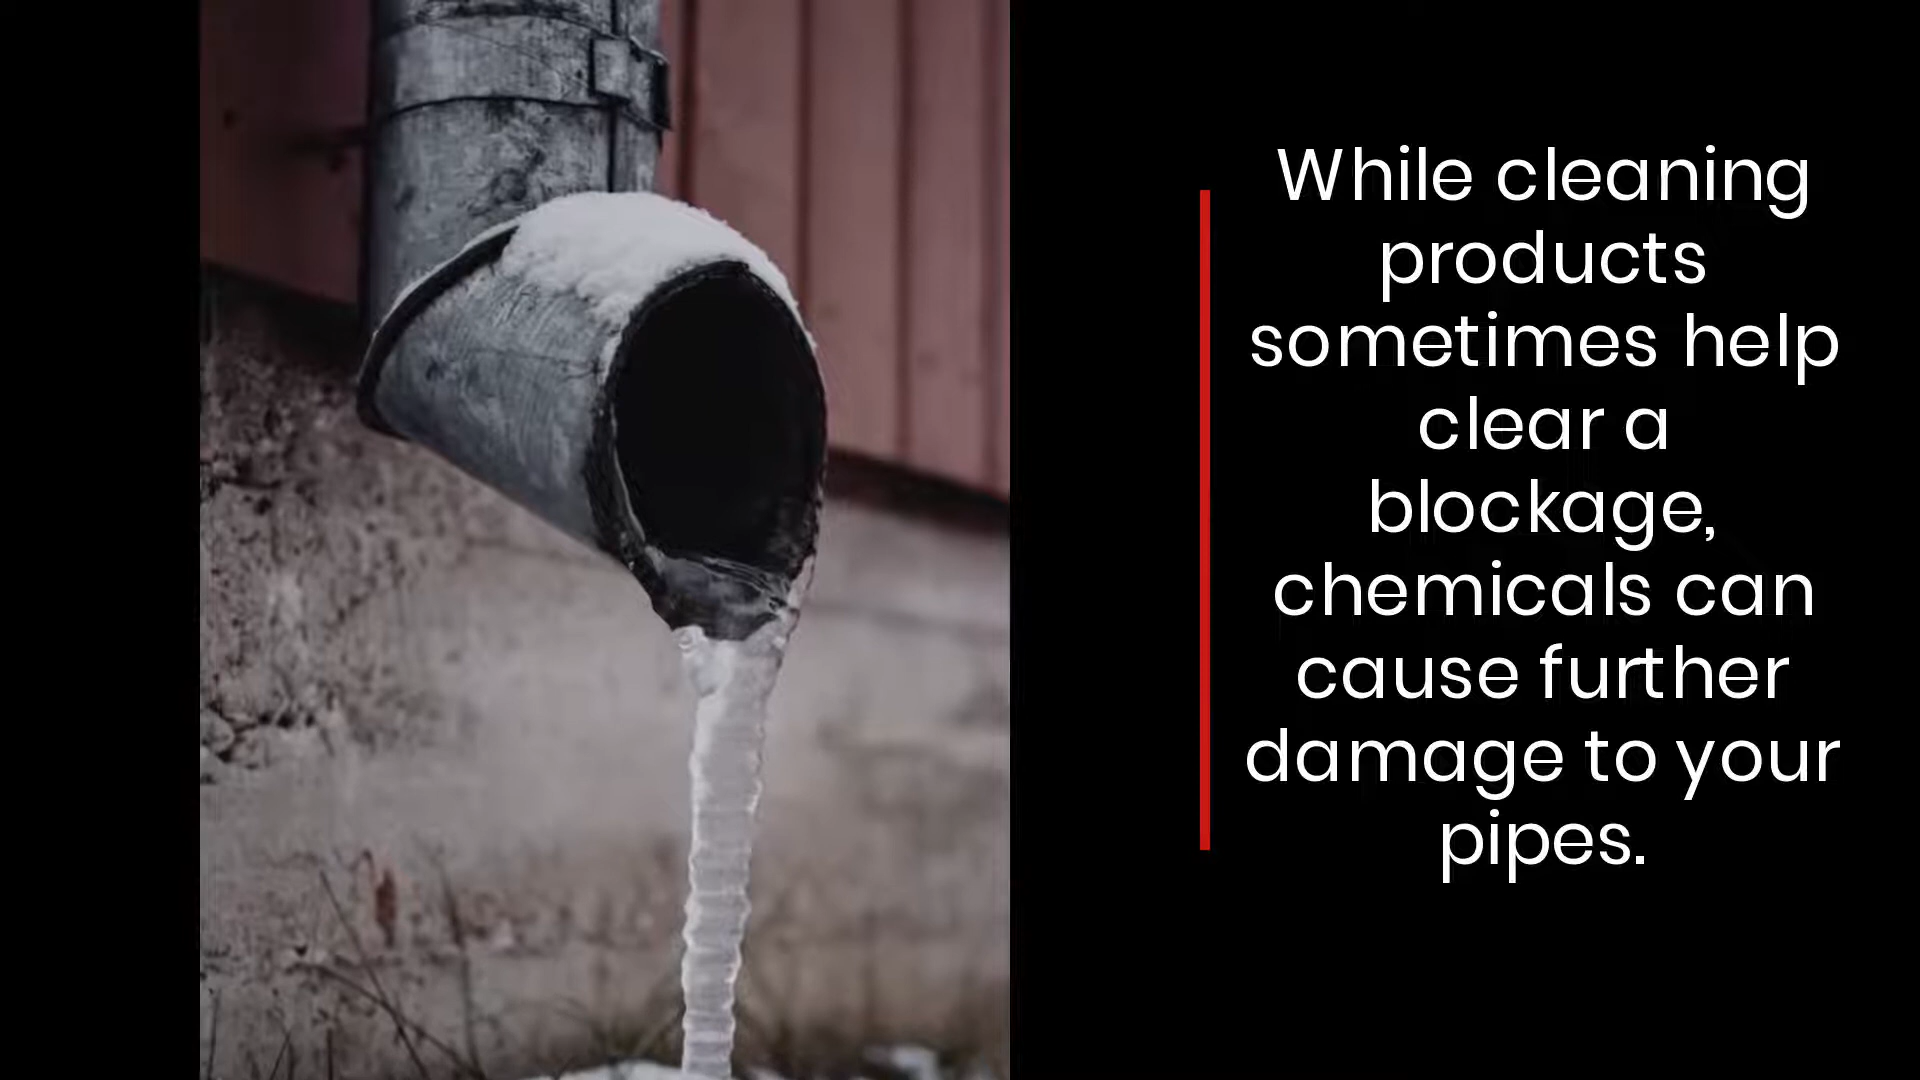 While cleaning
products
sometimes help
clear a
blockage,
chemicals can
cause further
damage to your
pipes.